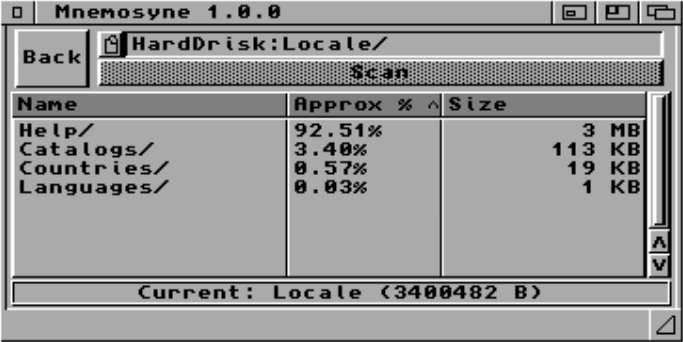 Mnemosyne 1.0.0
Back
HardDrisk:Locale/
Scan
Name Approx % Size
Help/ 92.51% 3 MB
Catalogs/ 3.40% 113 KB
Countries/ 0.57% 19 KB
Languages/ 0.03% 1 KB
Current: Locale (3400482 B)